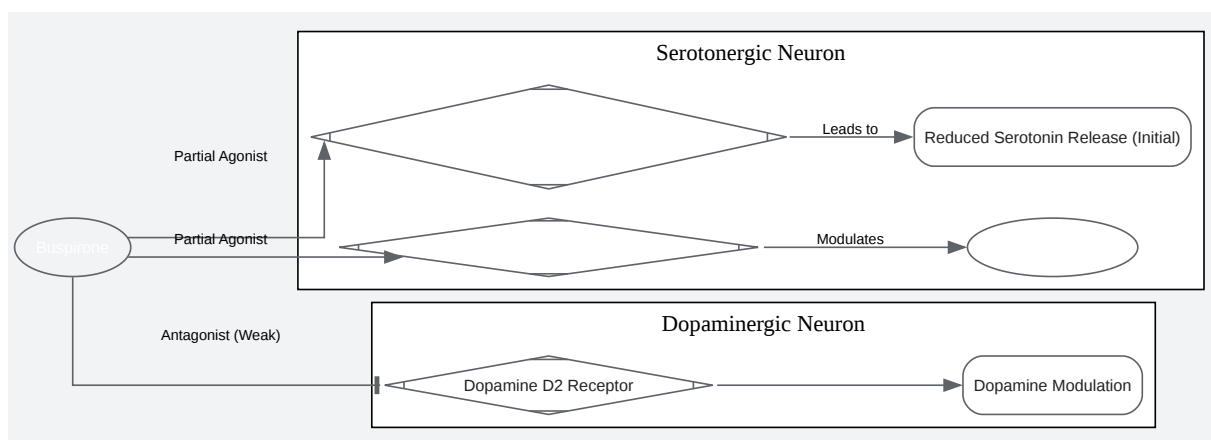 Serotonergic Neuron
Partial Agonist
Leads to
Reduced Serotonin Release (Initial)
Buspirone
Partial Agonist
Modulates
Antagonist (Weak)
Dopaminergic Neuron
Dopamine D2 Receptor
Dopamine Modulation